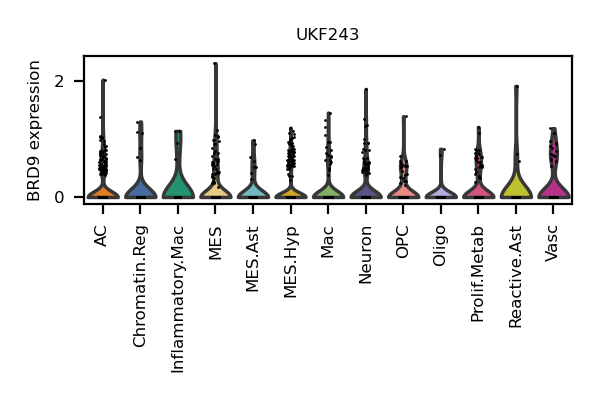 UKF243
BRD9 expression
2
0
AC
Chromatin.Reg
Inflammatory.Mac
MES
MES.Ast
MES.Hyp
Mac
Neuron
OPC
Oligo
Prolif.Metab
Reactive.Ast
Vasc